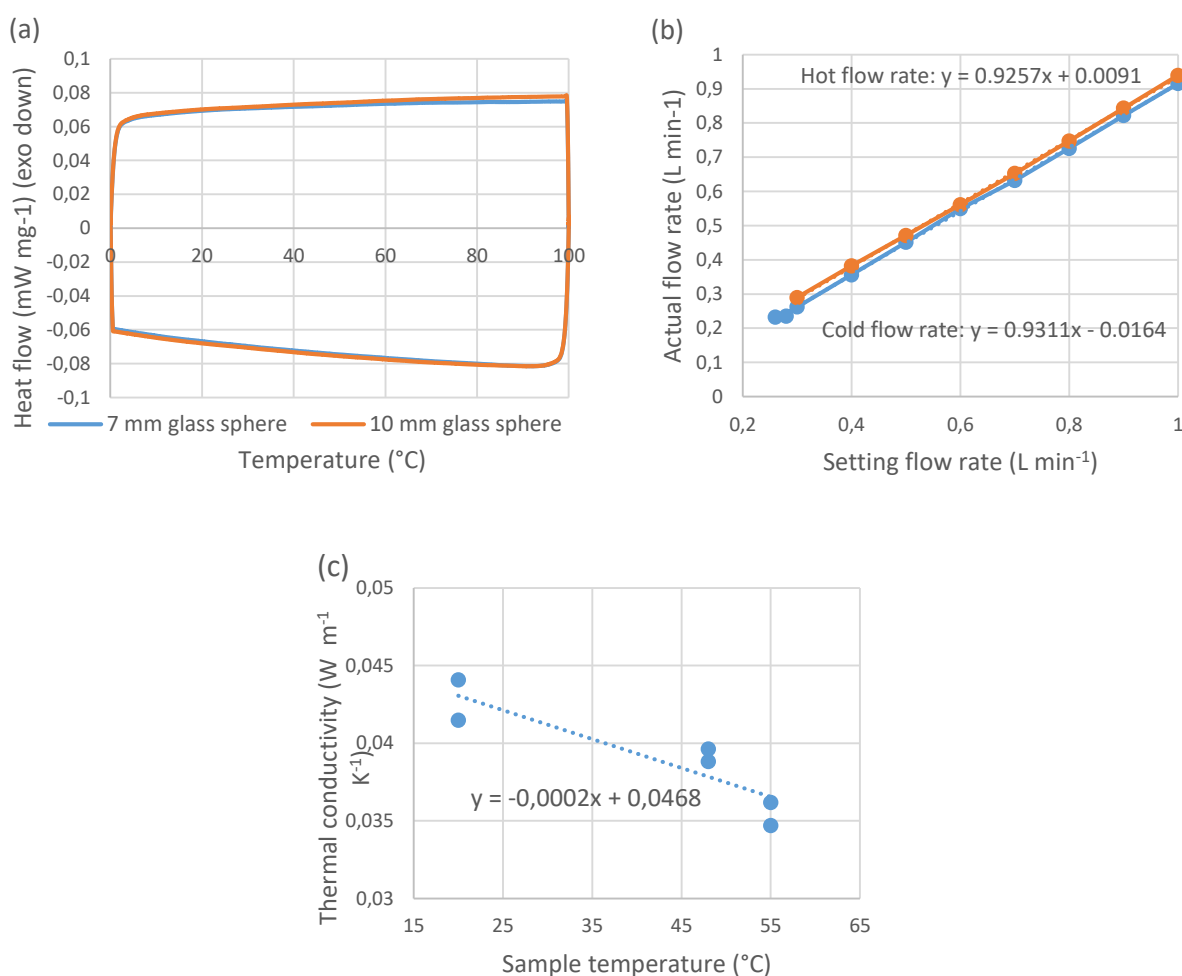 (a)
Heat flow (mW mg-1) (exo down)
0,1
0,08
0,06
0,04
0,02
0
-0,02
-0,04
-0,06
-0,08
-0,1
0 20 40 60 80 100
7 mm glass sphere 10 mm glass sphere
Temperature (°C)
(b)
Actual flow rate (L min-1)
1
0,9
0,8
0,7
0,6
0,5
0,4
0,3
0,2
0,1
0
Hot flow rate: y = 0.9257x + 0.0091
Cold flow rate: y = 0.9311x - 0.0164
0,2 0,4 0,6 0,8 1
Setting flow rate (L min⁻¹)
(c)
Thermal conductivity (W m⁻¹
K⁻¹)
0,05
0,045
0,04
0,035
0,03
y = -0,0002x + 0,0468
15 25 35 45 55 65
Sample temperature (°C)